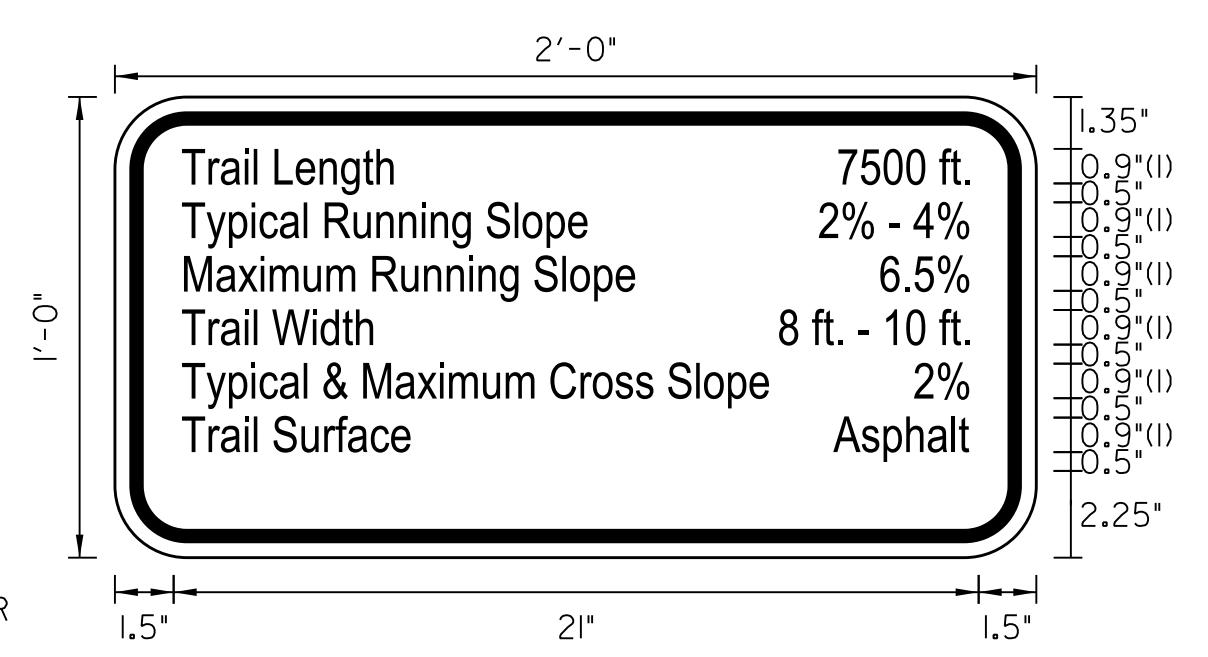 2'-0"
1'-0"
Trail Length 7500 ft.
Typical Running Slope 2% - 4%
Maximum Running Slope 6.5%
Trail Width 8 ft. - 10 ft.
Typical & Maximum Cross Slope 2%
Trail Surface Asphalt
1.35"
0.9"(1)
0.5"
0.9"(1)
0.5"
0.9"(1)
0.5"
0.9"(1)
0.5"
0.9"(1)
0.5"
0.9"(1)
0.5"
2.25"
R
1.5" 21" 1.5"